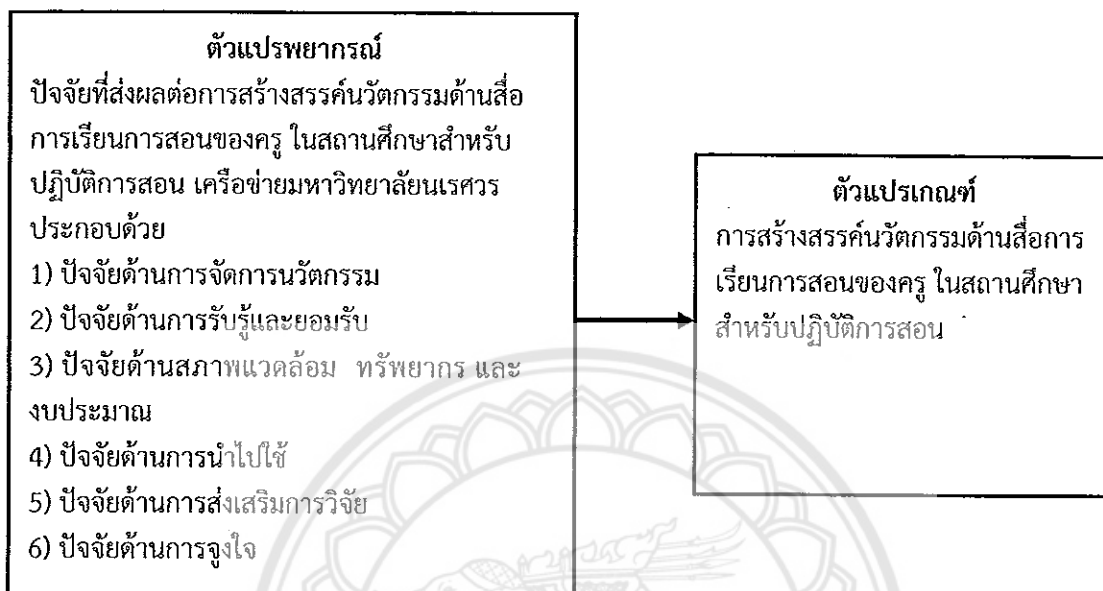 ตัวแปรพยากรณ์
ปัจจัยที่ส่งผลต่อการสร้างสรรค์นวัตกรรมด้านสื่อ
การเรียนการสอนของครู ในสถานศึกษาสำหรับ
ปฏิบัติการสอน เครือข่ายมหาวิทยาลัยนเรศวร
ประกอบด้วย
1) ปัจจัยด้านการจัดการนวัตกรรม
2) ปัจจัยด้านการรับรู้และยอมรับ
3) ปัจจัยด้านสภาพแวดล้อม ทรัพยากร และ
งบประมาณ
4) ปัจจัยด้านการนำไปใช้
5) ปัจจัยด้านการส่งเสริมการวิจัย
6) ปัจจัยด้านการจูงใจ
ตัวแปรเกณฑ์
การสร้างสรรค์นวัตกรรมด้านสื่อการ
เรียนการสอนของครู ในสถานศึกษา
สำหรับปฏิบัติการสอน